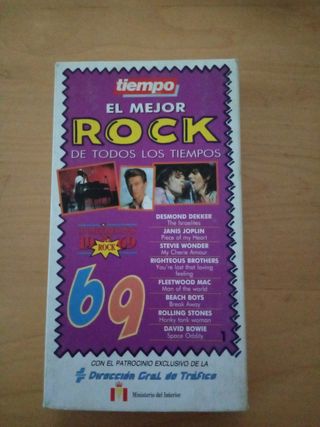 tiempo
EL MEJOR
ROCK
DE TODOS LOS TIEMPOS
ROCK
69
DESMOND DEKKER
The Israelites
JANIS JOPLIN
Piece of my Heart
STEVIE WONDER
My Cherie Amour
RIGHTEOUS BROTHERS
You're lost that loving
feeling
FLEETWOOD MAC
Man of the world
BEACH BOYS
Break Away
ROLLING STONES
Honky tonk woman
DAVID BOWIE
Space Oddity
1
CON EL PATROCINIO EXCLUSIVO DE LA
Dirección Gral. de Tráfico
Ministerio del Interior